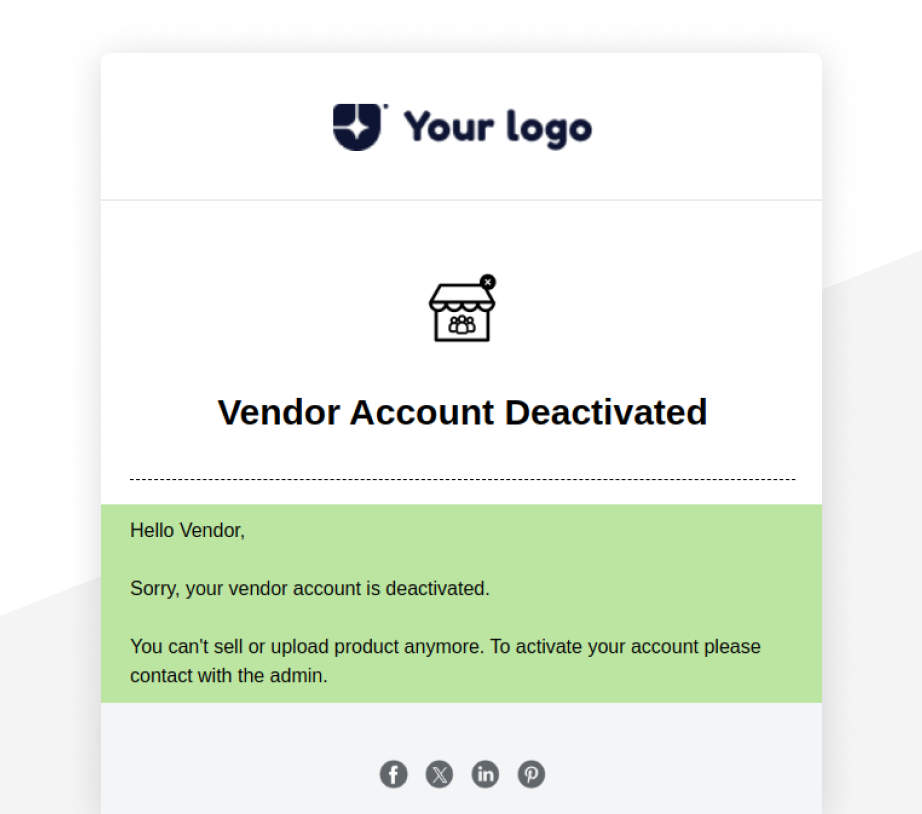 Your logo
Vendor Account Deactivated
Hello Vendor,
Sorry, your vendor account is deactivated.
You can't sell or upload product anymore. To activate your account please
contact with the admin.